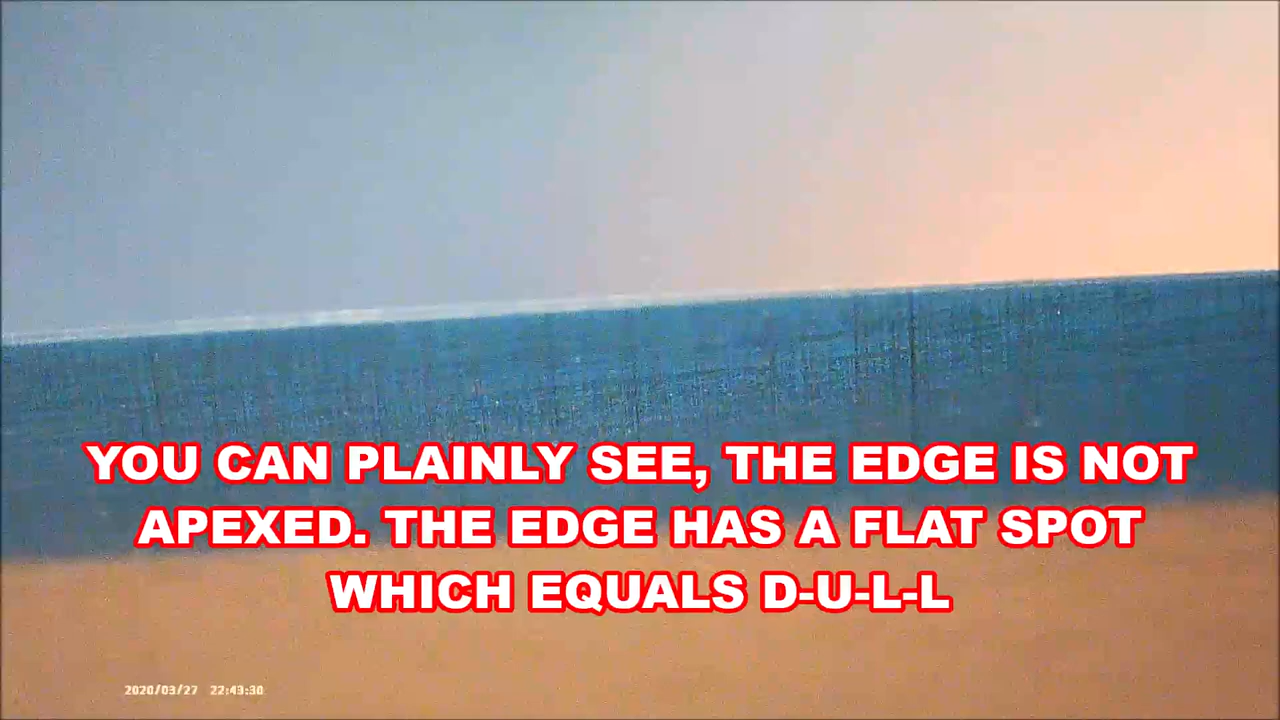 YOU CAN PLAINLY SEE, THE EDGE IS NOT
APEXED. THE EDGE HAS A FLAT SPOT
WHICH EQUALS D-U-L-L
2020/03/27 22:43:30